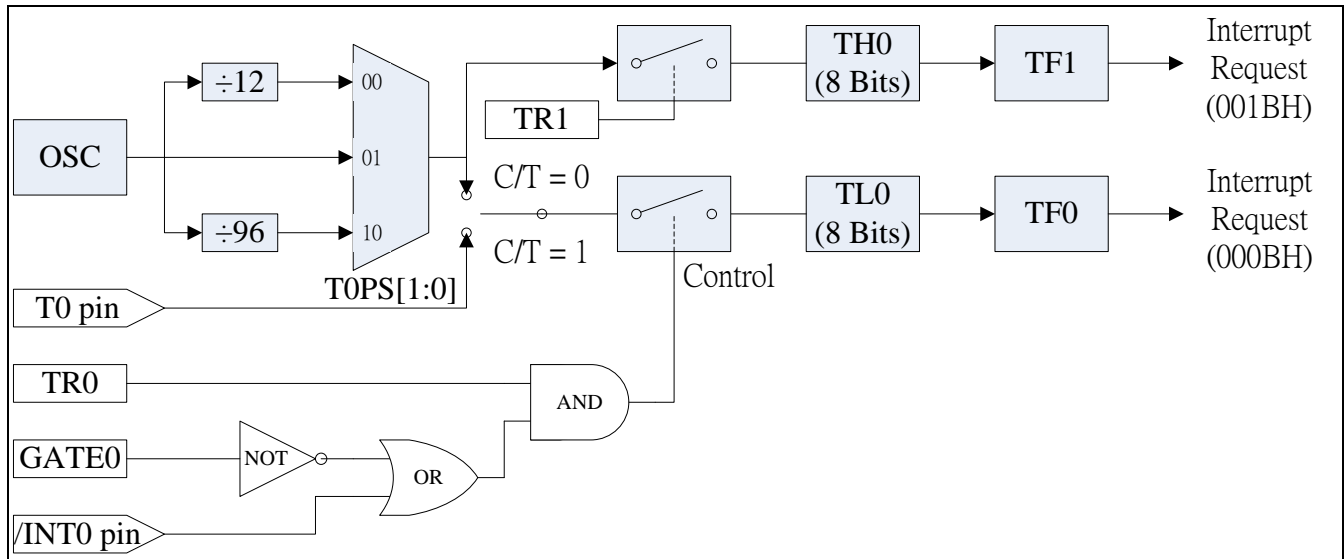 OSC
÷12
÷96
00
01
10
T0PS[1:0]
TR1
C/T = 0
C/T = 1
TH0
(8 Bits)
TF1
Interrupt
Request
(001BH)
TL0
(8 Bits)
TF0
Interrupt
Request
(000BH)
Control
T0 pin
TR0
GATE0
/INT0 pin
NOT
OR
AND